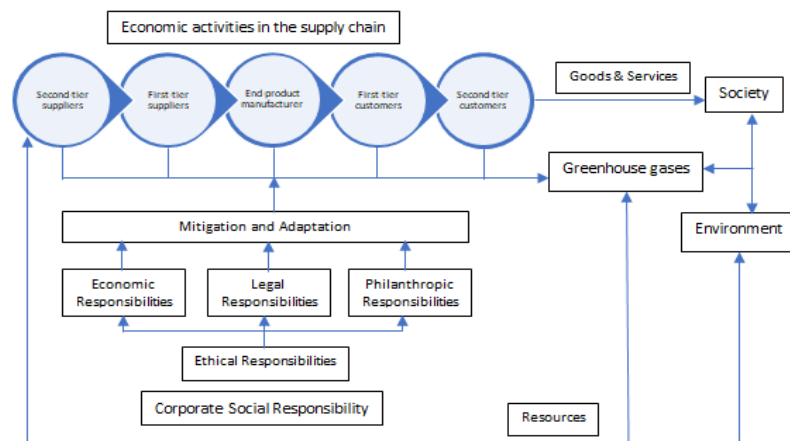 Economic activities in the supply chain
Second tier
suppliers
First tier
suppliers
End-product
manufacturer
First tier
customers
Second tier
customers
Goods & Services
Society
Greenhouse gases
Mitigation and Adaptation
Environment
Economic
Responsibilities
Legal
Responsibilities
Philanthropic
Responsibilities
Ethical Responsibilities
Corporate Social Responsibility
Resources